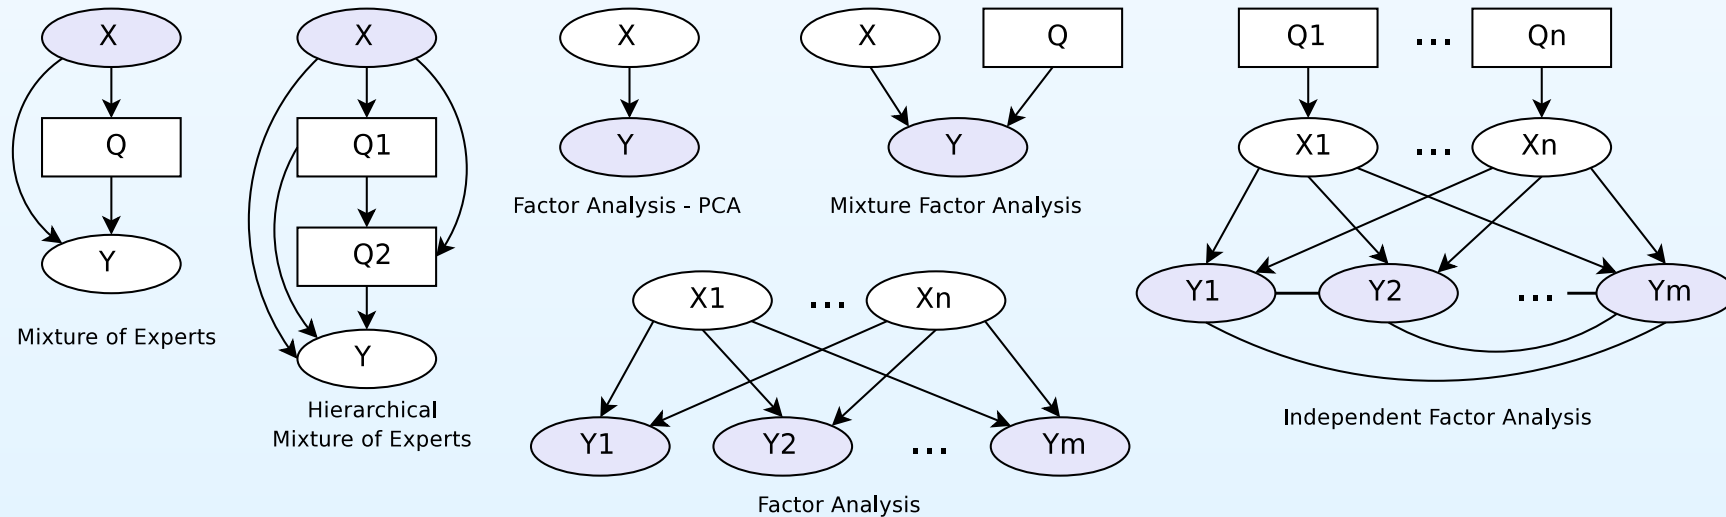 X
Q
Y
Mixture of Experts
X
Q1
Q2
Y
Hierarchical
Mixture of Experts
X
Y
Factor Analysis - PCA
X
Q
Y
Mixture Factor Analysis
X1
...
Xn
Y1
Y2
...
Ym
Factor Analysis
Q1
...
Qn
X1
...
Xn
Y1
Y2
...
Ym
Independent Factor Analysis